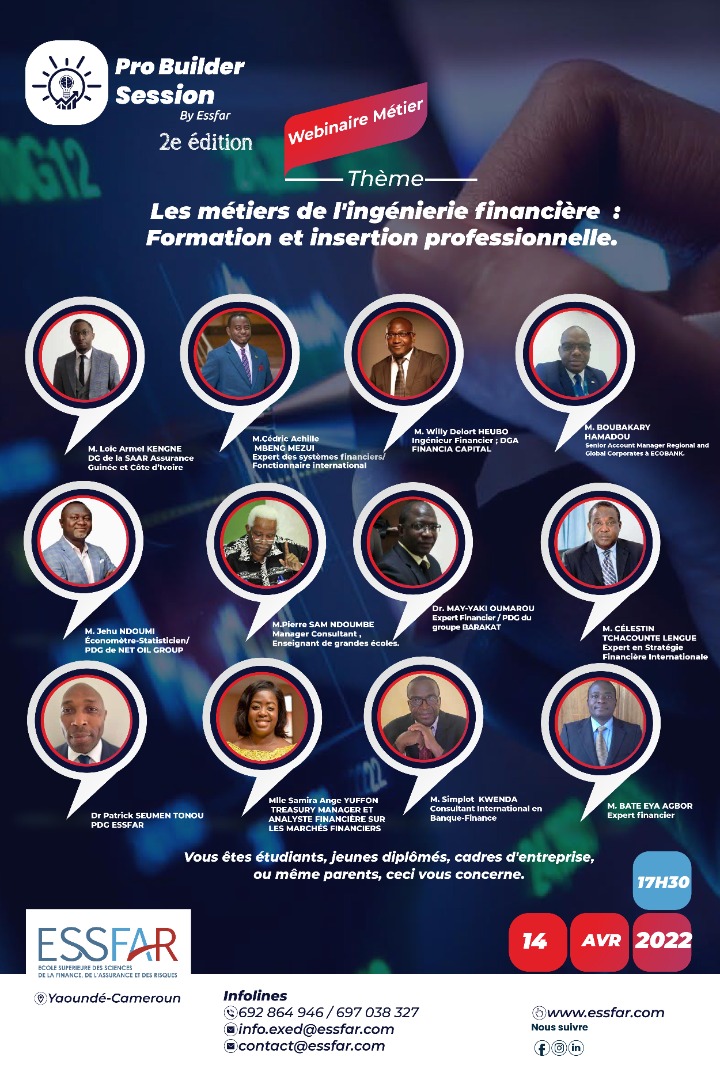 Pro Builder
Session
By Essfar
2e édition
Webinaire Métier
Thème
Les métiers de l'ingénierie financière :
Formation et insertion professionnelle.
M. Loic Armel KENGNE
DG de la SAAR Assurance
Guinée et Côte d'Ivoire
M.Cédric Achille
MBENG MEZUI
Expert des systèmes financiers/
Fonctionnaire international
M. Willy Delort HEUBO
Ingénieur Financier ; DGA
FINANCIA CAPITAL
M. BOUBAKARY
HAMADOU
Senior Account Manager Regional and
Global Corporates à ECOBANK.
M. Jehu NDOUMI
Économètre-Statisticien/
PDG de NET OIL GROUP
M.Pierre SAM NDOUMBE
Manager Consultant ,
Enseignant de grandes écoles.
Dr. MAY-YAKI OUMAROU
Expert Financier / PDG du
groupe BARAKAT
M. CÉLESTIN
TCHACOUNTE LENGUE
Expert en Stratégie
Financière Internationale
Dr Patrick SEUMEN TONOU
PDG ESSFAR
Mlle Samira Ange YUFFON
TREASURY MANAGER ET
ANALYSTE FINANCIÈRE SUR
LES MARCHÉS FINANCIERS
M. Simplot KWENDA
Consultant International en
Banque-Finance
M. BATE EYA AGBOR
Expert financier
Vous êtes étudiants, jeunes diplômés, cadres d'entreprise,
ou même parents, ceci vous concerne.
17H30
14 AVR 2022
ESSFAR
ECOLE SUPERIEURE DES SCIENCES
DE LA FINANCE, DE L'ASSURANCE ET DES RISQUES
Yaoundé-Cameroun
Infolines
692 864 946 / 697 038 327
info.exed@essfar.com
contact@essfar.com
www.essfar.com
Nous suivre